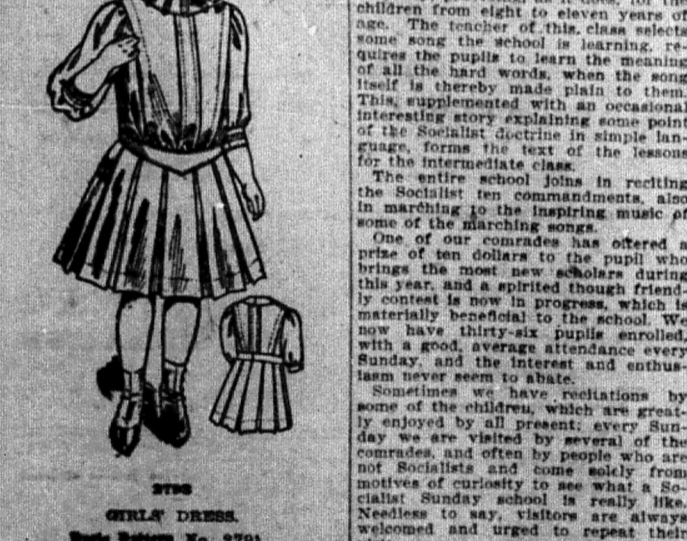 children from eight to eleven years of
age. The teacher of this class selects
some song the school is learning, re-
quires the pupils to learn the meaning
of all the hard words, when the song
itself is thereby made plain to them.
This, supplemented with an occasional
interesting story explaining some point
of the Socialist doctrine in simple lan-
guage, forms the text of the lessons
for the intermediate class.
The entire school joins in reciting
the Socialist ten commandments, also
in marching to the inspiring music of
some of the marching songs.
One of our comrades has offered a
prize of ten dollars to the pupil who
brings the most new scholars during
this year, and a spirited though friend-
ly contest is now in progress, which is
materially beneficial to the school. We
now have thirty-six pupils enrolled,
with a good, average attendance every
Sunday, and the interest and enthus-
iasm never seem to abate.
Sometimes we have recitations by
some of the children, which are great-
ly enjoyed by all present; every Sun-
day we are visited by several of the
comrades, and often by people who are
not Socialists and come solely from
motives of curiosity to see what a So-
cialist Sunday school is really like.
Needless to say, visitors are always
welcomed and urged to repeat their
GIRLS' DRESS.
No. 2791